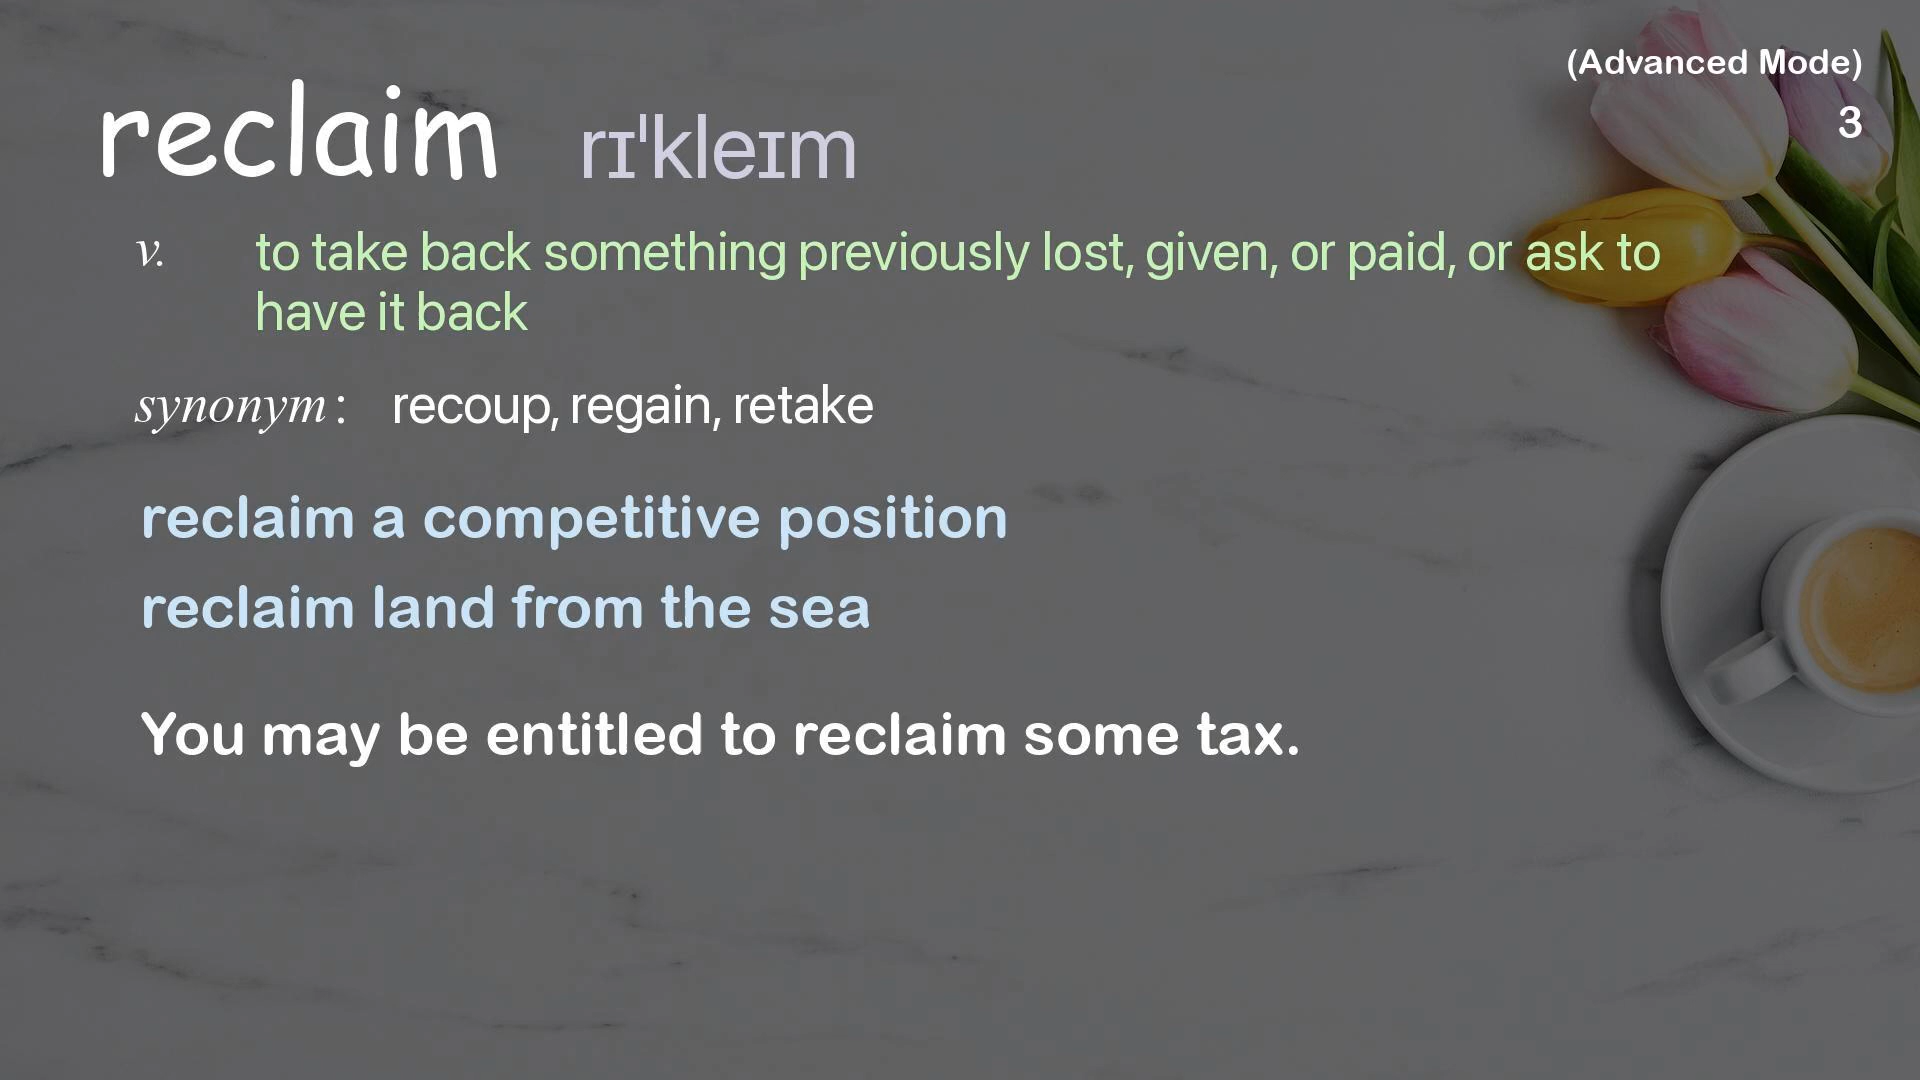 (Advanced Mode)
3
reclaim rɪˈkleɪm
v. to take back something previously lost, given, or paid, or ask to
have it back
synonym: recoup, regain, retake
reclaim a competitive position
reclaim land from the sea
You may be entitled to reclaim some tax.